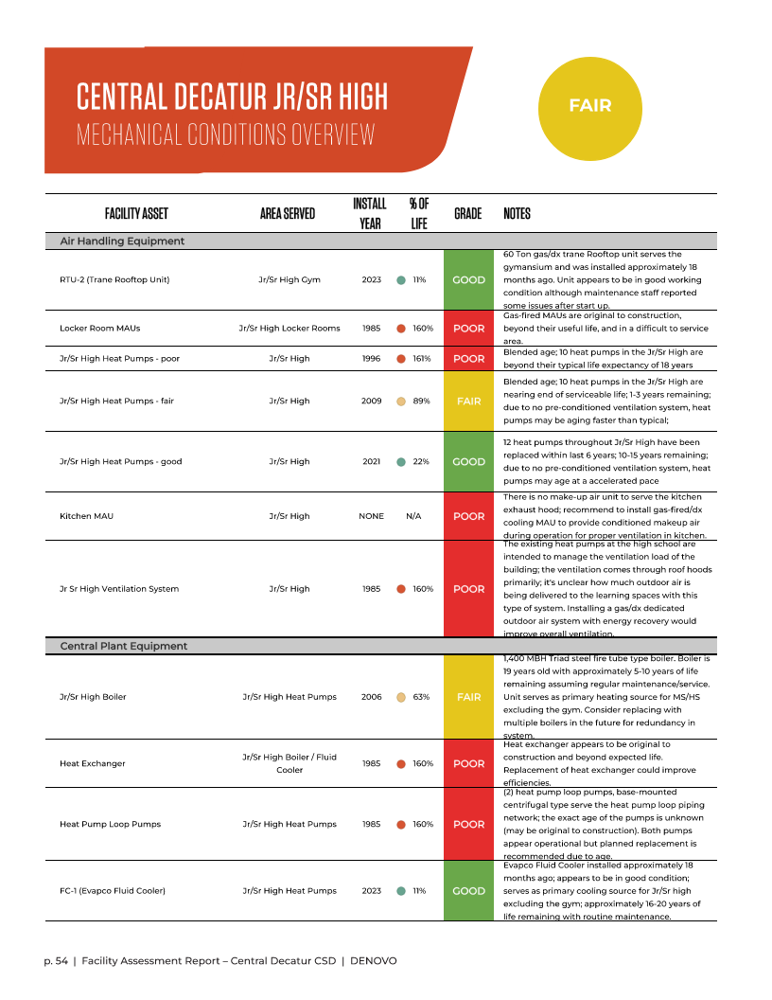 CENTRAL DECATUR JR/SR HIGH
MECHANICAL CONDITIONS OVERVIEW
FAIR
FACILITY ASSET AREA SERVED INSTALL YEAR % OF LIFE GRADE NOTES
Air Handling Equipment
RTU-2 (Trane Rooftop Unit) Jr/Sr High Gym 2023 11% GOOD
60 Ton gas/dx trane Rooftop unit serves the
gymansium and was installed approximately 18
months ago. Unit appears to be in good working
condition although maintenance staff reported
some issues after start up.
Locker Room MAUs Jr/Sr High Locker Rooms 1985 160% POOR
Gas-fired MAUs are original to construction,
beyond their useful life, and in a difficult to service
area.
Jr/Sr High Heat Pumps - poor Jr/Sr High 1996 161% POOR
Blended age; 10 heat pumps in the Jr/Sr High are
beyond their typical life expectancy of 18 years
Jr/Sr High Heat Pumps - fair Jr/Sr High 2009 89% FAIR
Blended age; 10 heat pumps in the Jr/Sr High are
nearing end of serviceable life; 1-3 years remaining;
due to no pre-conditioned ventilation system, heat
pumps may be aging faster than typical;
Jr/Sr High Heat Pumps - good Jr/Sr High 2021 22% GOOD
12 heat pumps throughout Jr/Sr High have been
replaced within last 6 years; 10-15 years remaining;
due to no pre-conditioned ventilation system, heat
pumps may age at a accelerated pace
Kitchen MAU Jr/Sr High NONE N/A POOR
There is no make-up air unit to serve the kitchen
exhaust hood; recommend to install gas-fired/dx
cooling MAU to provide conditioned makeup air
during operation for proper ventilation in kitchen.
Jr Sr High Ventilation System Jr/Sr High 1985 160% POOR
The existing heat pumps at the high school are
intended to manage the ventilation load of the
building; the ventilation comes through roof hoods
primarily; it's unclear how much outdoor air is
being delivered to the learning spaces with this
type of system. Installing a gas/dx dedicated
outdoor air system with energy recovery would
improve overall ventilation.
Central Plant Equipment
Jr/Sr High Boiler Jr/Sr High Heat Pumps 2006 63% FAIR
1,400 MBH Triad steel fire tube type boiler. Boiler is
19 years old with approximately 5-10 years of life
remaining assuming regular maintenance/service.
Unit serves as primary heating source for MS/HS
excluding the gym. Consider replacing with
multiple boilers in the future for redundancy in
system.
Heat Exchanger Jr/Sr High Boiler / Fluid Cooler 1985 160% POOR
Heat exchanger appears to be original to
construction and beyond expected life.
Replacement of heat exchanger could improve
efficiencies.
Heat Pump Loop Pumps Jr/Sr High Heat Pumps 1985 160% POOR
(2) heat pump loop pumps, base-mounted
centrifugal type serve the heat pump loop piping
network; the exact age of the pumps is unknown
(may be original to construction). Both pumps
appear operational but planned replacement is
recommended due to age.
FC-1 (Evapco Fluid Cooler) Jr/Sr High Heat Pumps 2023 11% GOOD
Evapco Fluid Cooler installed approximately 18
months ago; appears to be in good condition;
serves as primary cooling source for Jr/Sr high
excluding the gym; approximately 16-20 years of
life remaining with routine maintenance.
p. 54 | Facility Assessment Report – Central Decatur CSD | DENOVO